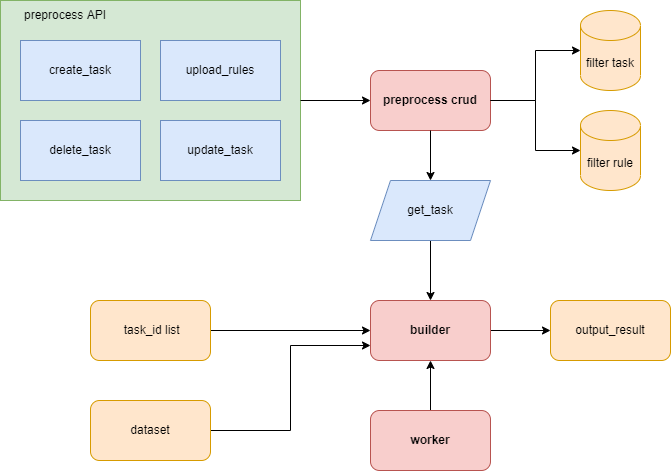 preprocess API
create_task
upload_rules
delete_task
update_task
preprocess crud
filter task
filter rule
get_task
task_id list
builder
output_result
dataset
worker